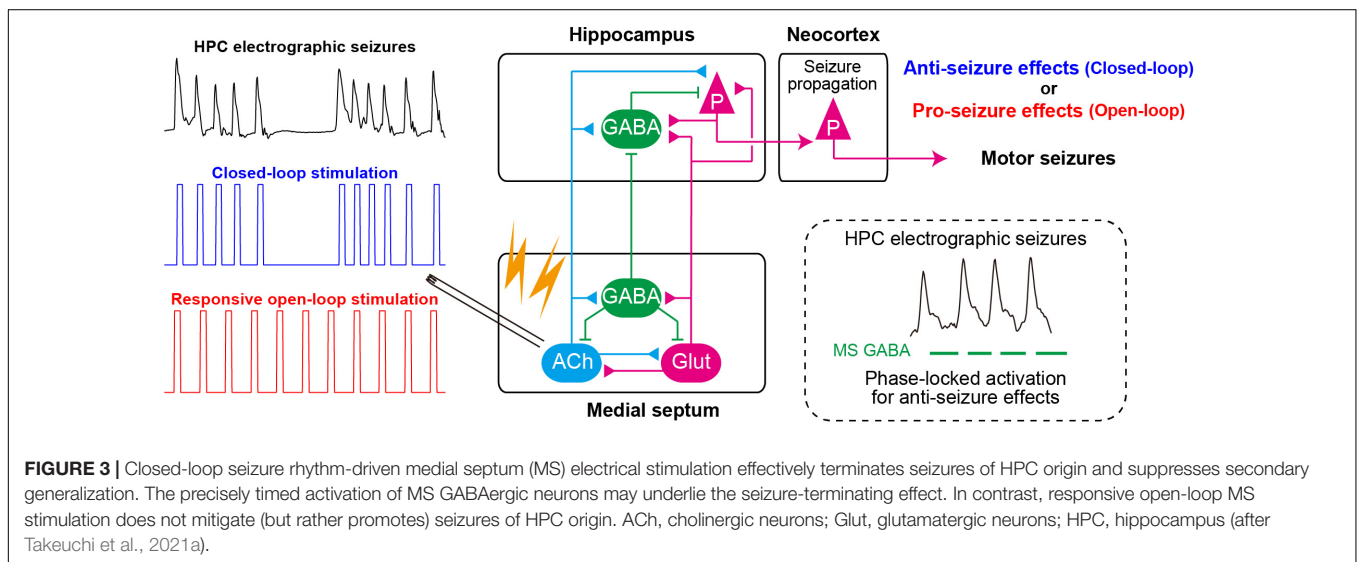 HPC electrographic seizures
Closed-loop stimulation
Responsive open-loop stimulation
Hippocampus
Neocortex
GABA
P
Seizure
propagation
P
Anti-seizure effects (Closed-loop)
or
Pro-seizure effects (Open-loop)
Motor seizures
GABA
ACh
Glut
Medial septum
HPC electrographic seizures
MS GABA
Phase-locked activation
for anti-seizure effects
FIGURE 3 | Closed-loop seizure rhythm-driven medial septum (MS) electrical stimulation effectively terminates seizures of HPC origin and suppresses secondary
generalization. The precisely timed activation of MS GABAergic neurons may underlie the seizure-terminating effect. In contrast, responsive open-loop MS
stimulation does not mitigate (but rather promotes) seizures of HPC origin. ACh, cholinergic neurons; Glut, glutamatergic neurons; HPC, hippocampus (after
Takeuchi et al., 2021a).